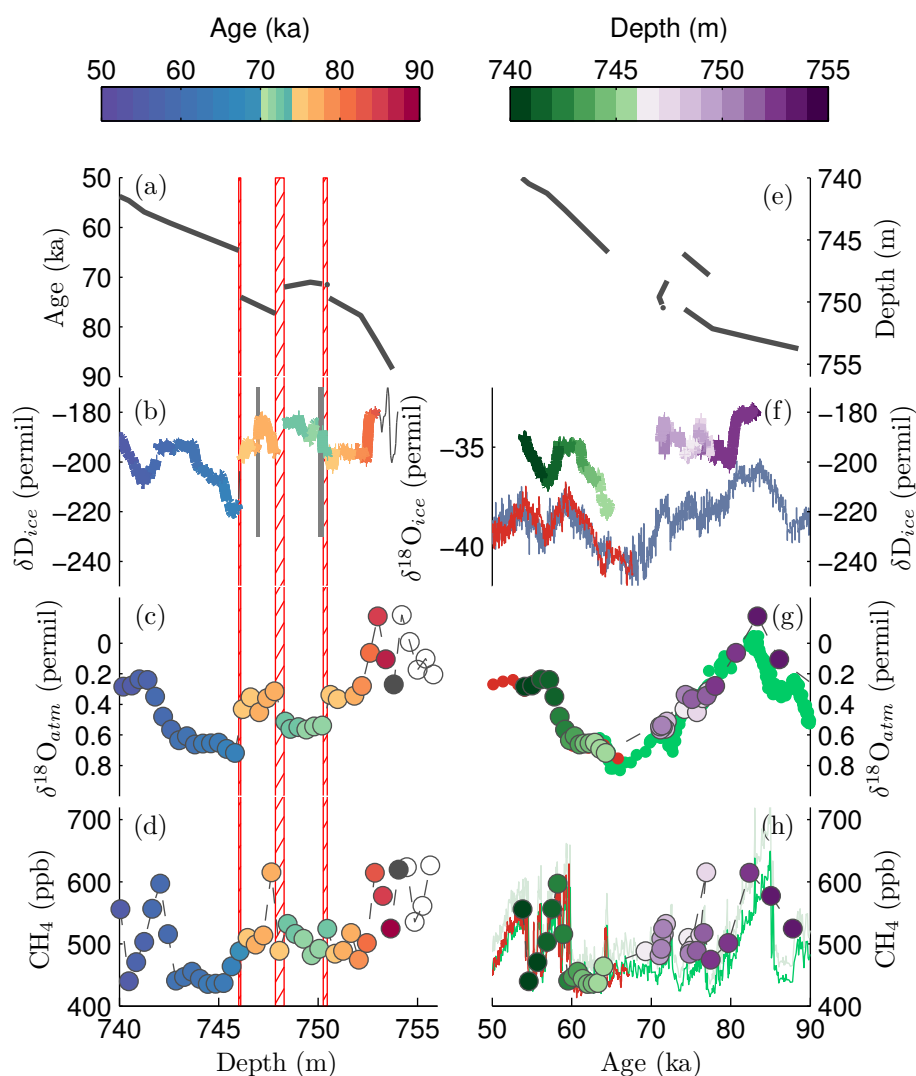 Age (ka)
50 60 70 80 90
Depth (m)
740 745 750 755
(a)
50
60
70
80
90
Age (ka)
(e)
740
745
750
755
Depth (m)
(b)
−180
−200
−220
−240
δD_ice (permil)
(f)
−35
−40
δ¹⁸O_ice (permil)
−180
−200
−220
−240
δD_ice (permil)
(c)
0
0.2
0.4
0.6
0.8
δ¹⁸O_atm (permil)
(g)
0
0.2
0.4
0.6
0.8
δ¹⁸O_atm (permil)
(d)
700
600
500
400
CH₄ (ppb)
740 745 750 755
Depth (m)
(h)
700
600
500
400
CH₄ (ppb)
50 60 70 80 90
Age (ka)